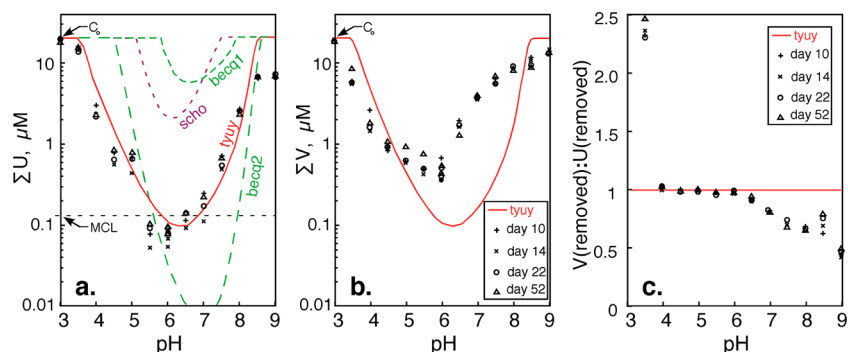 C₀
10
1
0.1
0.01
ΣU, µM
MCL
becq1
scho
tyuy
becq2
a.
3 4 5 6 7 8 9
pH
C₀
10
1
0.1
0.01
ΣV, µM
tyuy
day 10
day 14
day 22
day 52
b.
3 4 5 6 7 8 9
pH
2.5
2
1.5
1
0.5
0
V(removed):U(removed)
tyuy
day 10
day 14
day 22
day 52
c.
3 4 5 6 7 8 9
pH